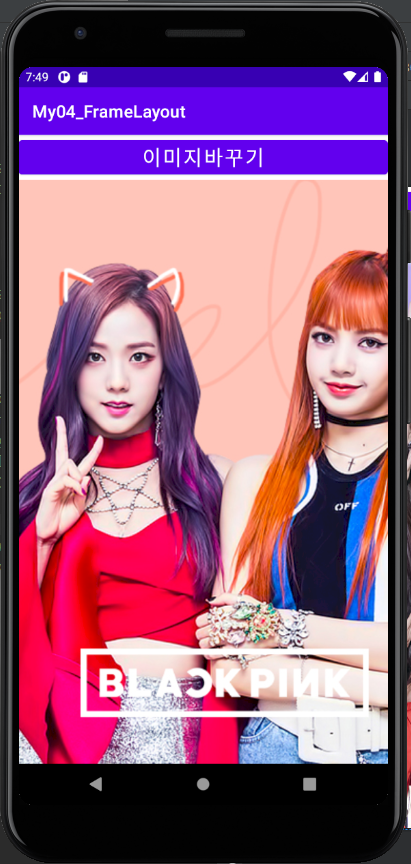 7:49
My04_FrameLayout
이미지바꾸기
OFF
BLACKPINK